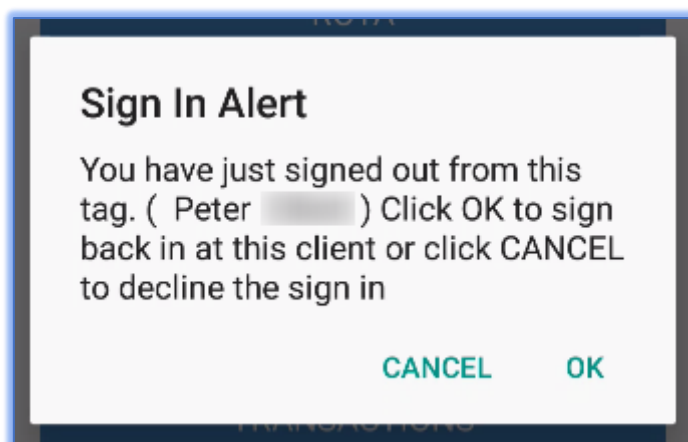 Sign In Alert
You have just signed out from this
tag. ( Peter ) Click OK to sign
back in at this client or click CANCEL
to decline the sign in
CANCEL OK
TRANSACTIONS